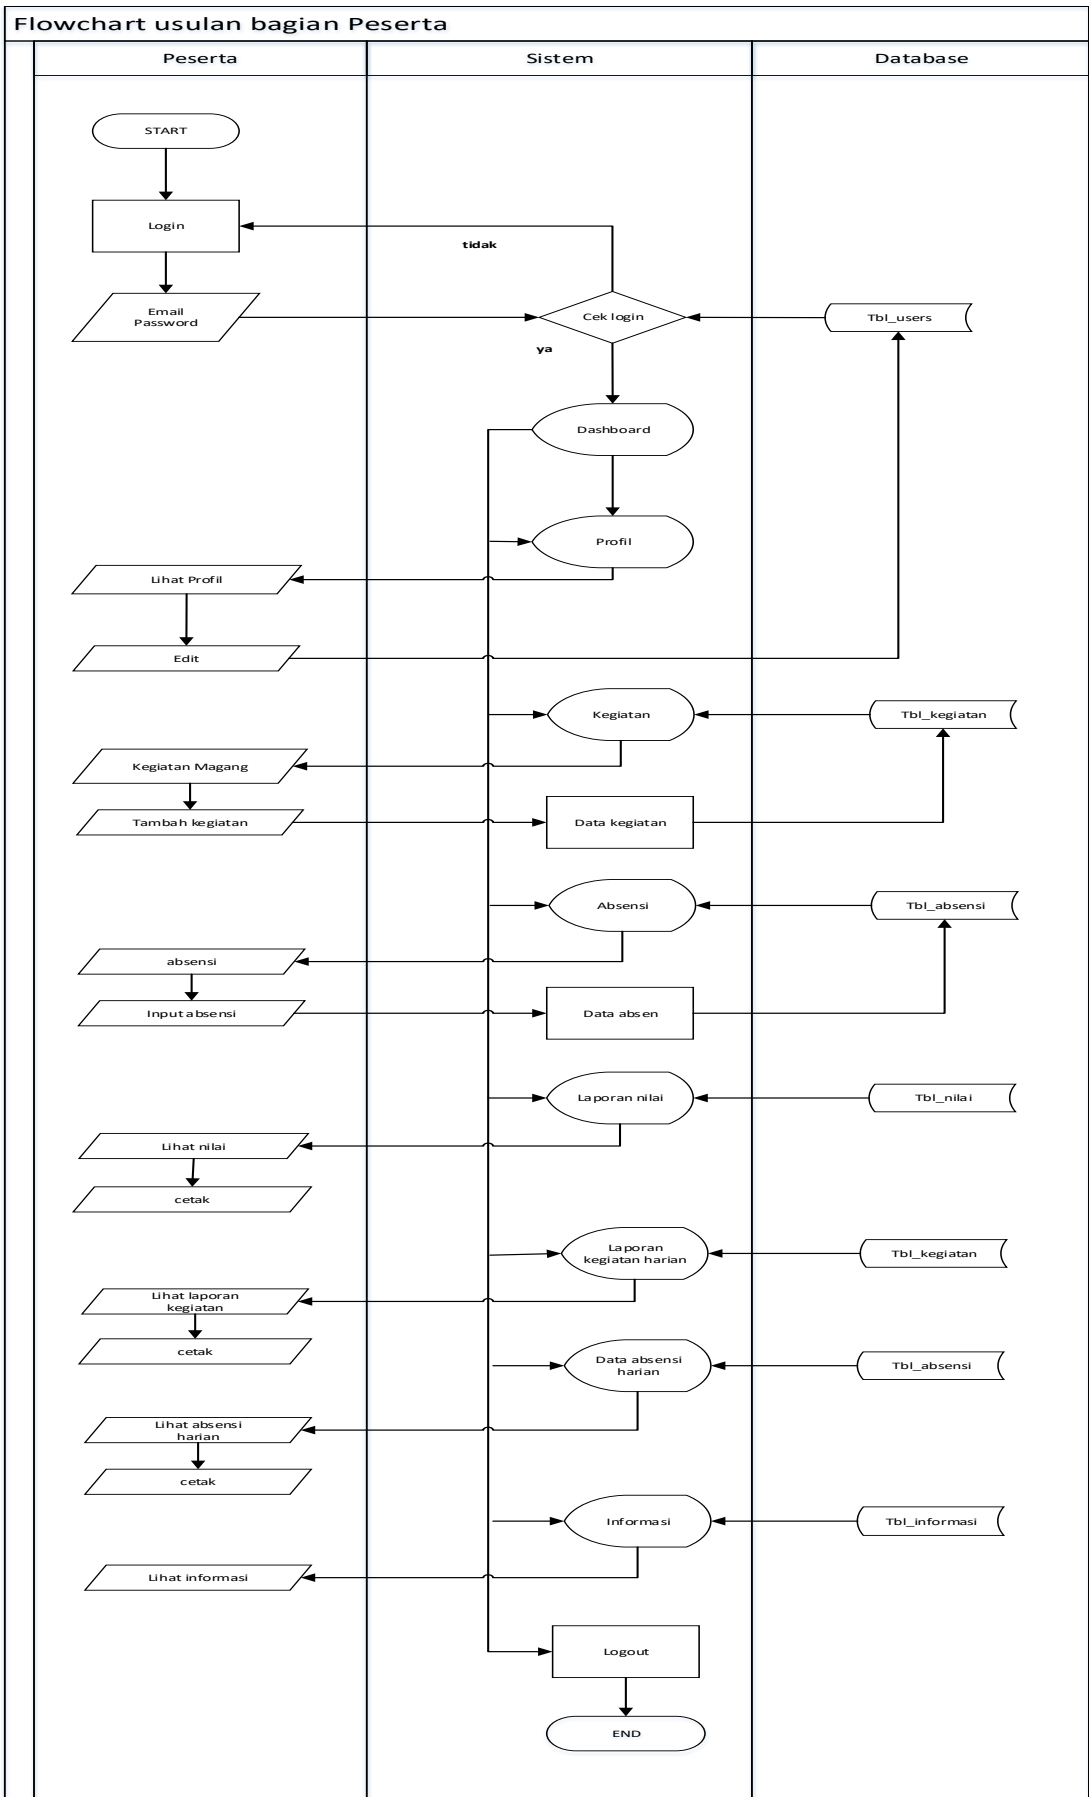 Flowchart usulan bagian Peserta
Peserta
Sistem
Database
START
Login
tidak
Email
Password
Cek login
Tbl_users
ya
Dashboard
Profil
Lihat Profil
Edit
Kegiatan
Tbl_kegiatan
Kegiatan Magang
Tambah kegiatan
Data kegiatan
Absensi
Tbl_absensi
absensi
Input absensi
Data absen
Laporan nilai
Tbl_nilai
Lihat nilai
cetak
Laporan
kegiatan harian
Tbl_kegiatan
Lihat laporan
kegiatan
cetak
Data absensi
harian
Tbl_absensi
Lihat absensi
harian
cetak
Informasi
Tbl_informasi
Lihat informasi
Logout
END